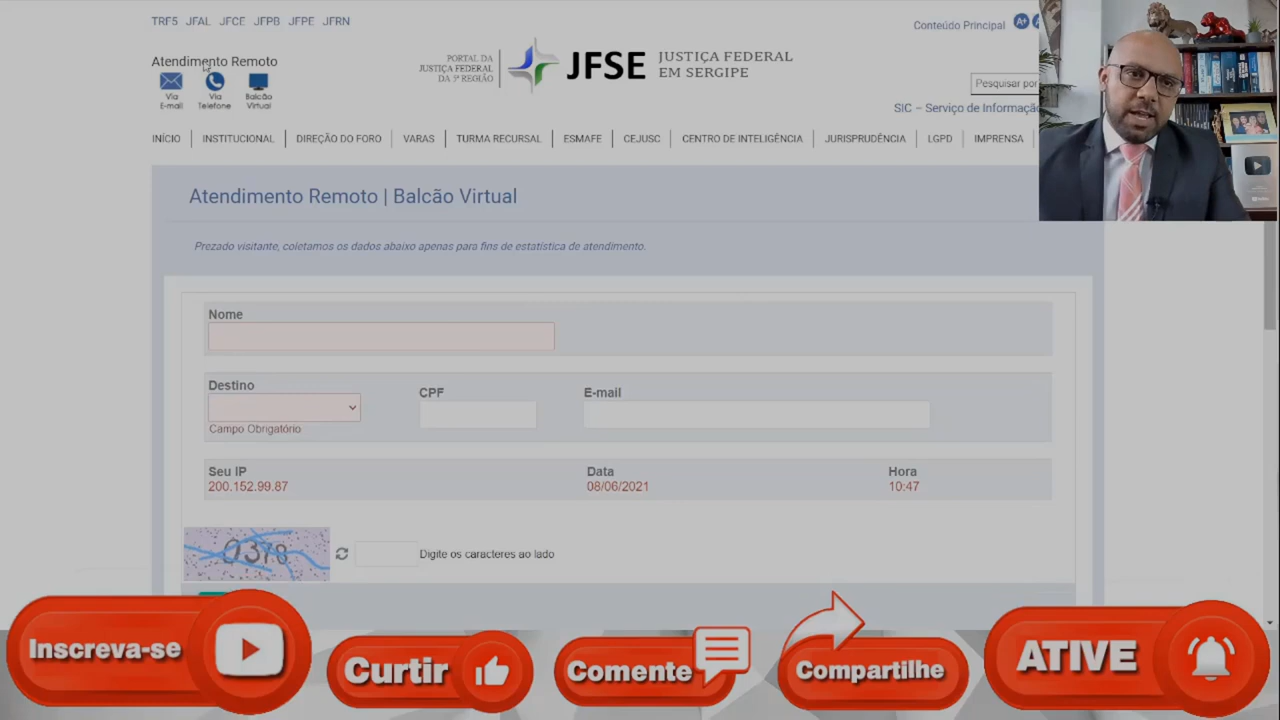 TRF5 JFAL JFCE JFPB JFPE JFRN
Conteúdo Principal A+
Atendimento Remoto
Via E-mail
Via Telefone
Balcão Virtual
PORTAL DA
JUSTIÇA FEDERAL
DA 5ª REGIÃO
JFSE
JUSTIÇA FEDERAL
EM SERGIPE
Pesquisar por
SIC – Serviço de Informação
INÍCIO INSTITUCIONAL DIREÇÃO DO FORO VARAS TURMA RECURSAL ESMAFE CEJUSC CENTRO DE INTELIGÊNCIA JURISPRUDÊNCIA LGPD IMPRENSA
Atendimento Remoto | Balcão Virtual
Prezado visitante, coletamos os dados abaixo apenas para fins de estatística de atendimento.
Nome
Destino CPF E-mail
Campo Obrigatório
Seu IP Data Hora
200.152.99.87 08/06/2021 10:47
0378
Digite os caracteres ao lado
Inscreva-se
Curtir
Comente
Compartilhe
ATIVE